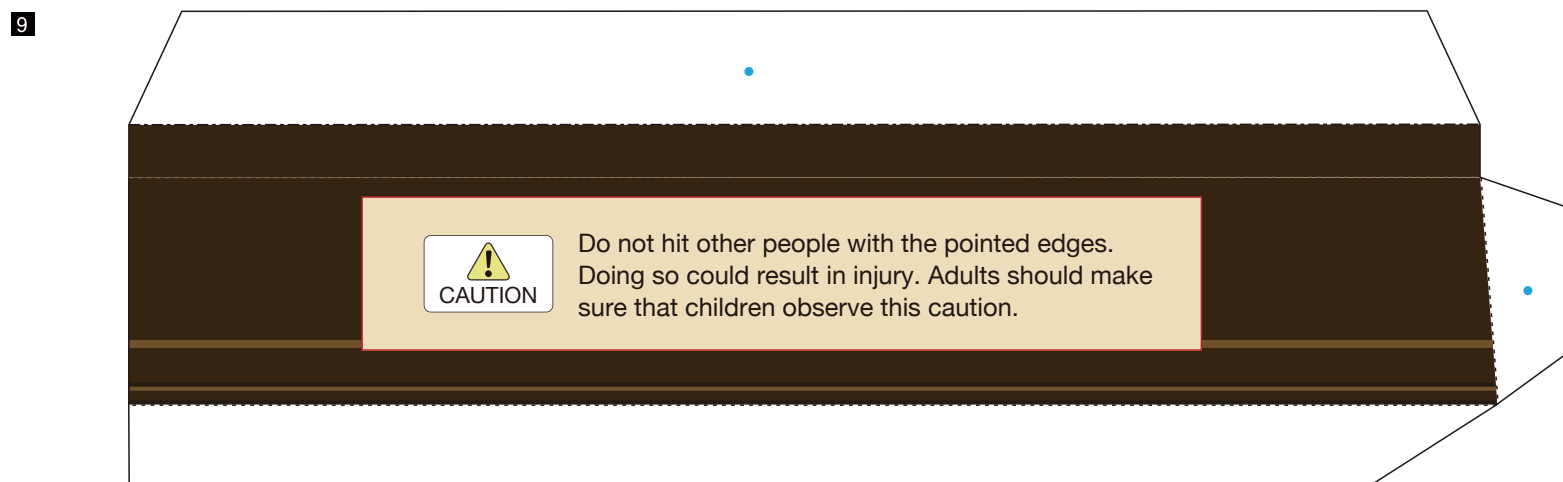 9
Do not hit other people with the pointed edges.
Doing so could result in injury. Adults should make
CAUTION
sure that children observe this caution.